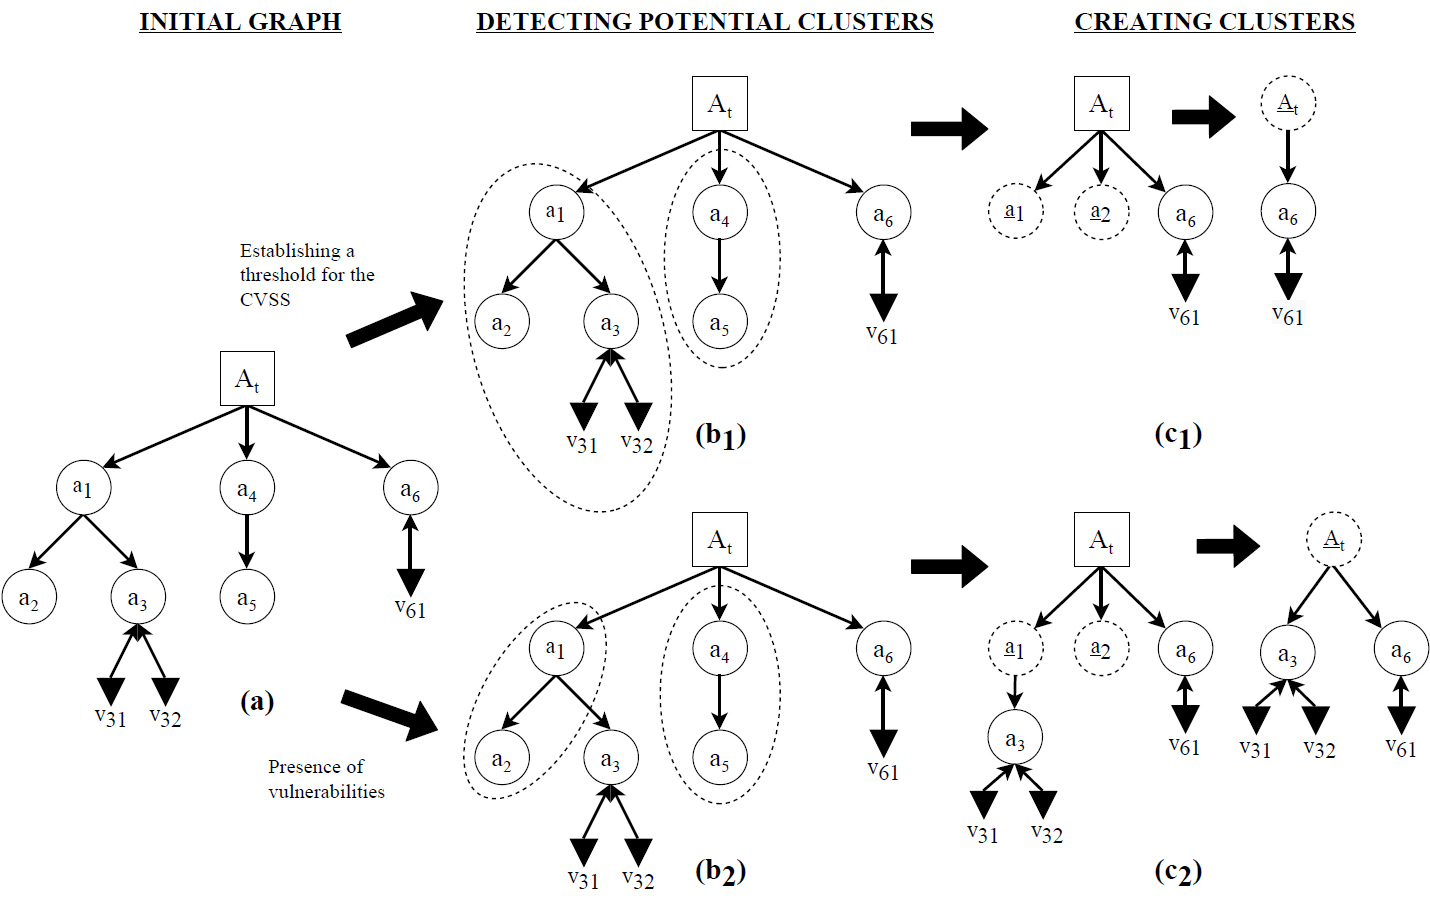 INITIAL GRAPH
DETECTING POTENTIAL CLUSTERS
CREATING CLUSTERS
Establishing a
threshold for the
CVSS
At
a1
a4
a6
a2
a3
a5
v61
v31
v32
(a)
Presence of
vulnerabilities
At
a1
a4
a6
a2
a3
a5
v61
v31
v32
(b1)
At
a1
a2
a6
v61
At
a6
v61
(c1)
At
a1
a4
a6
a2
a3
a5
v61
v31
v32
(b2)
At
a1
a2
a6
a3
v61
v31
v32
At
a3
a6
v31
v32
v61
(c2)